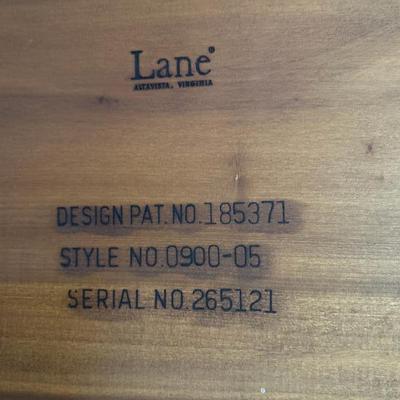 Lane®
ALTAVISTA, VIRGINIA
DESIGN PAT. NO. 185371
STYLE NO. 0900-05
SERIAL NO. 265121